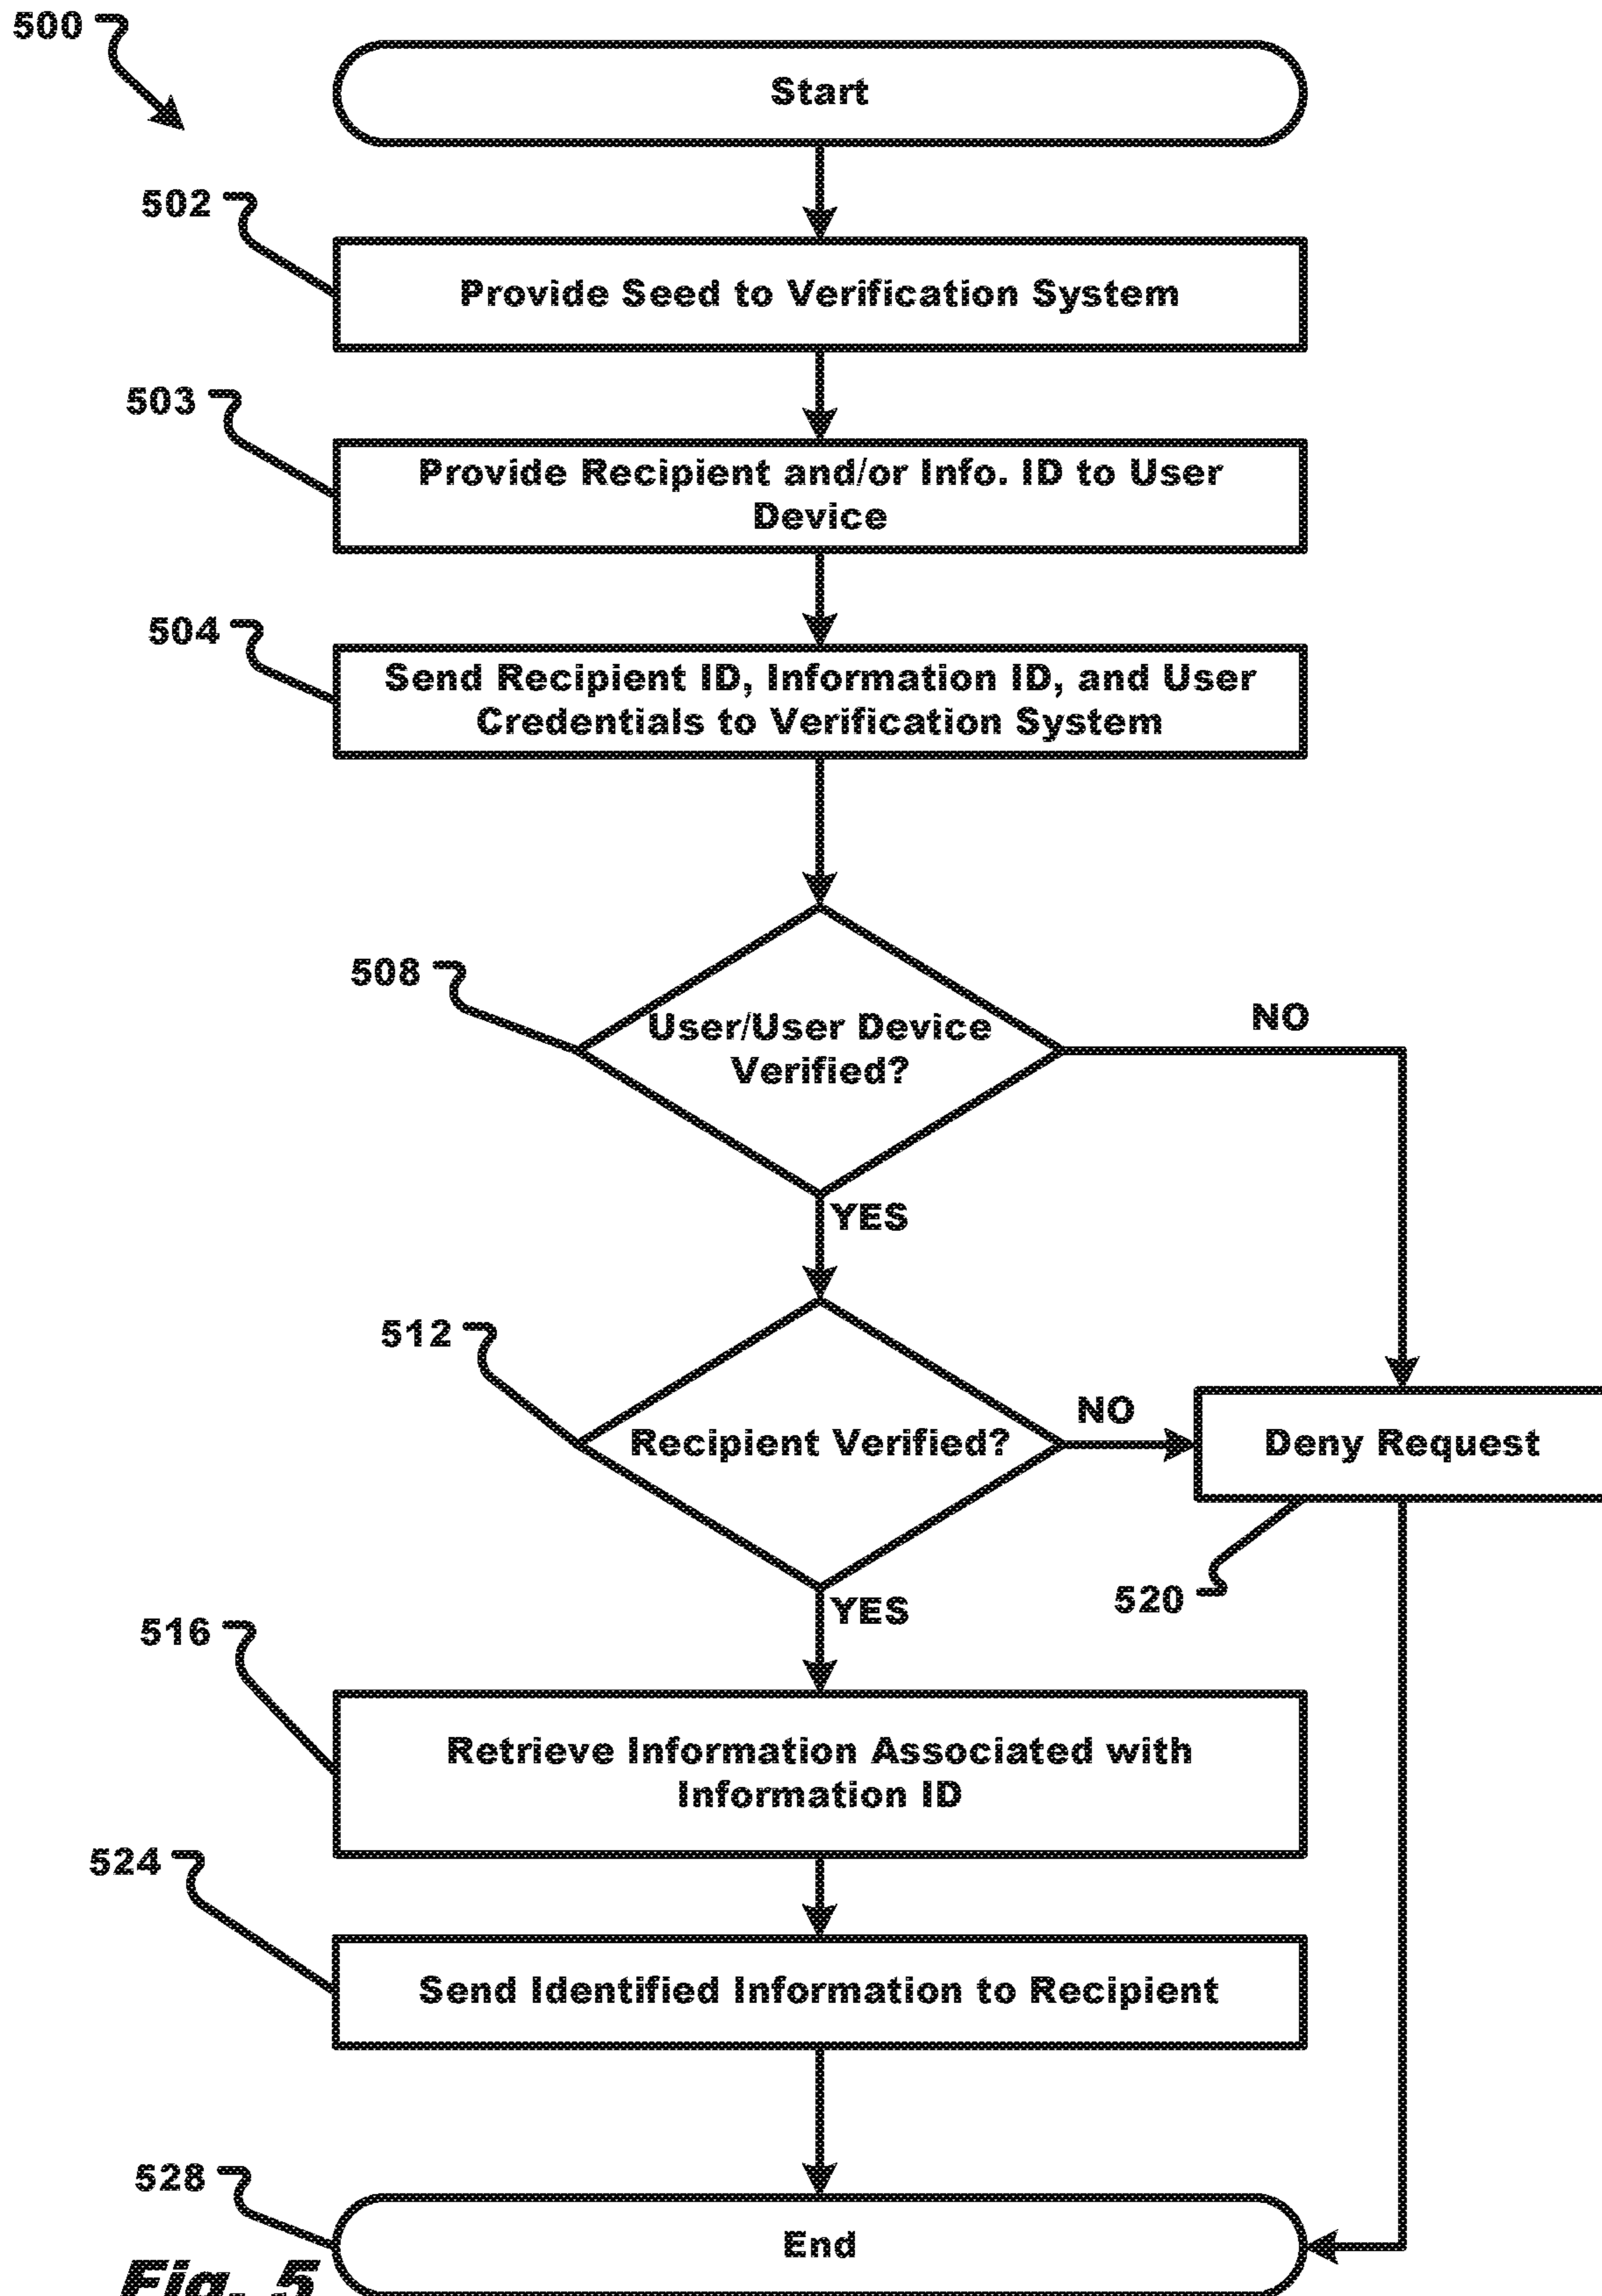 500
Start
502
Provide Seed to Verification System
503
Provide Recipient and/or Info. ID to User
Device
504
Send Recipient ID, Information ID, and User
Credentials to Verification System
508
User/User Device
Verified?
NO
YES
512
Recipient Verified?
NO
Deny Request
520
YES
516
Retrieve Information Associated with
Information ID
524
Send Identified Information to Recipient
528
End
Fig. 5